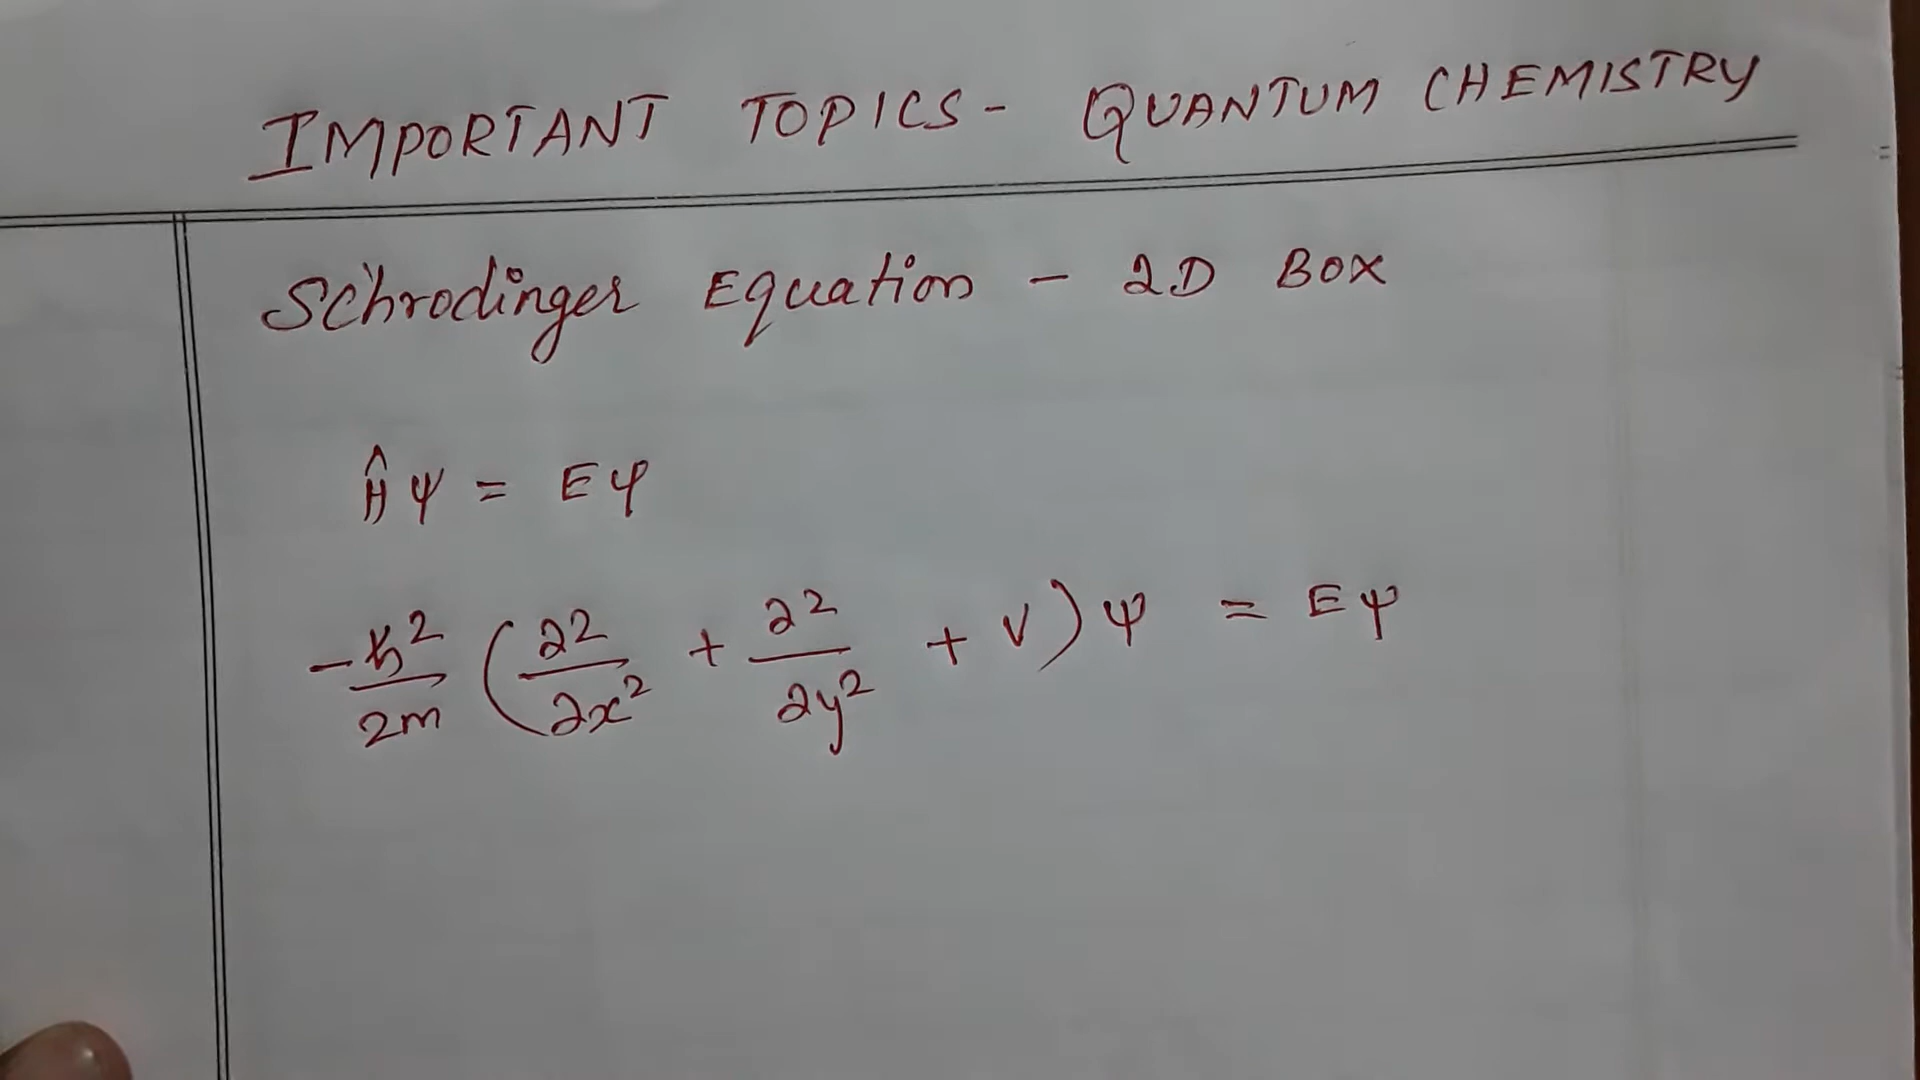 IMPORTANT TOPICS - QUANTUM CHEMISTRY
Schrodinger Equation - 2D BOX
Ĥψ = Eψ
-ħ²/2m (∂²/∂x² + ∂²/∂y² + V)ψ = Eψ